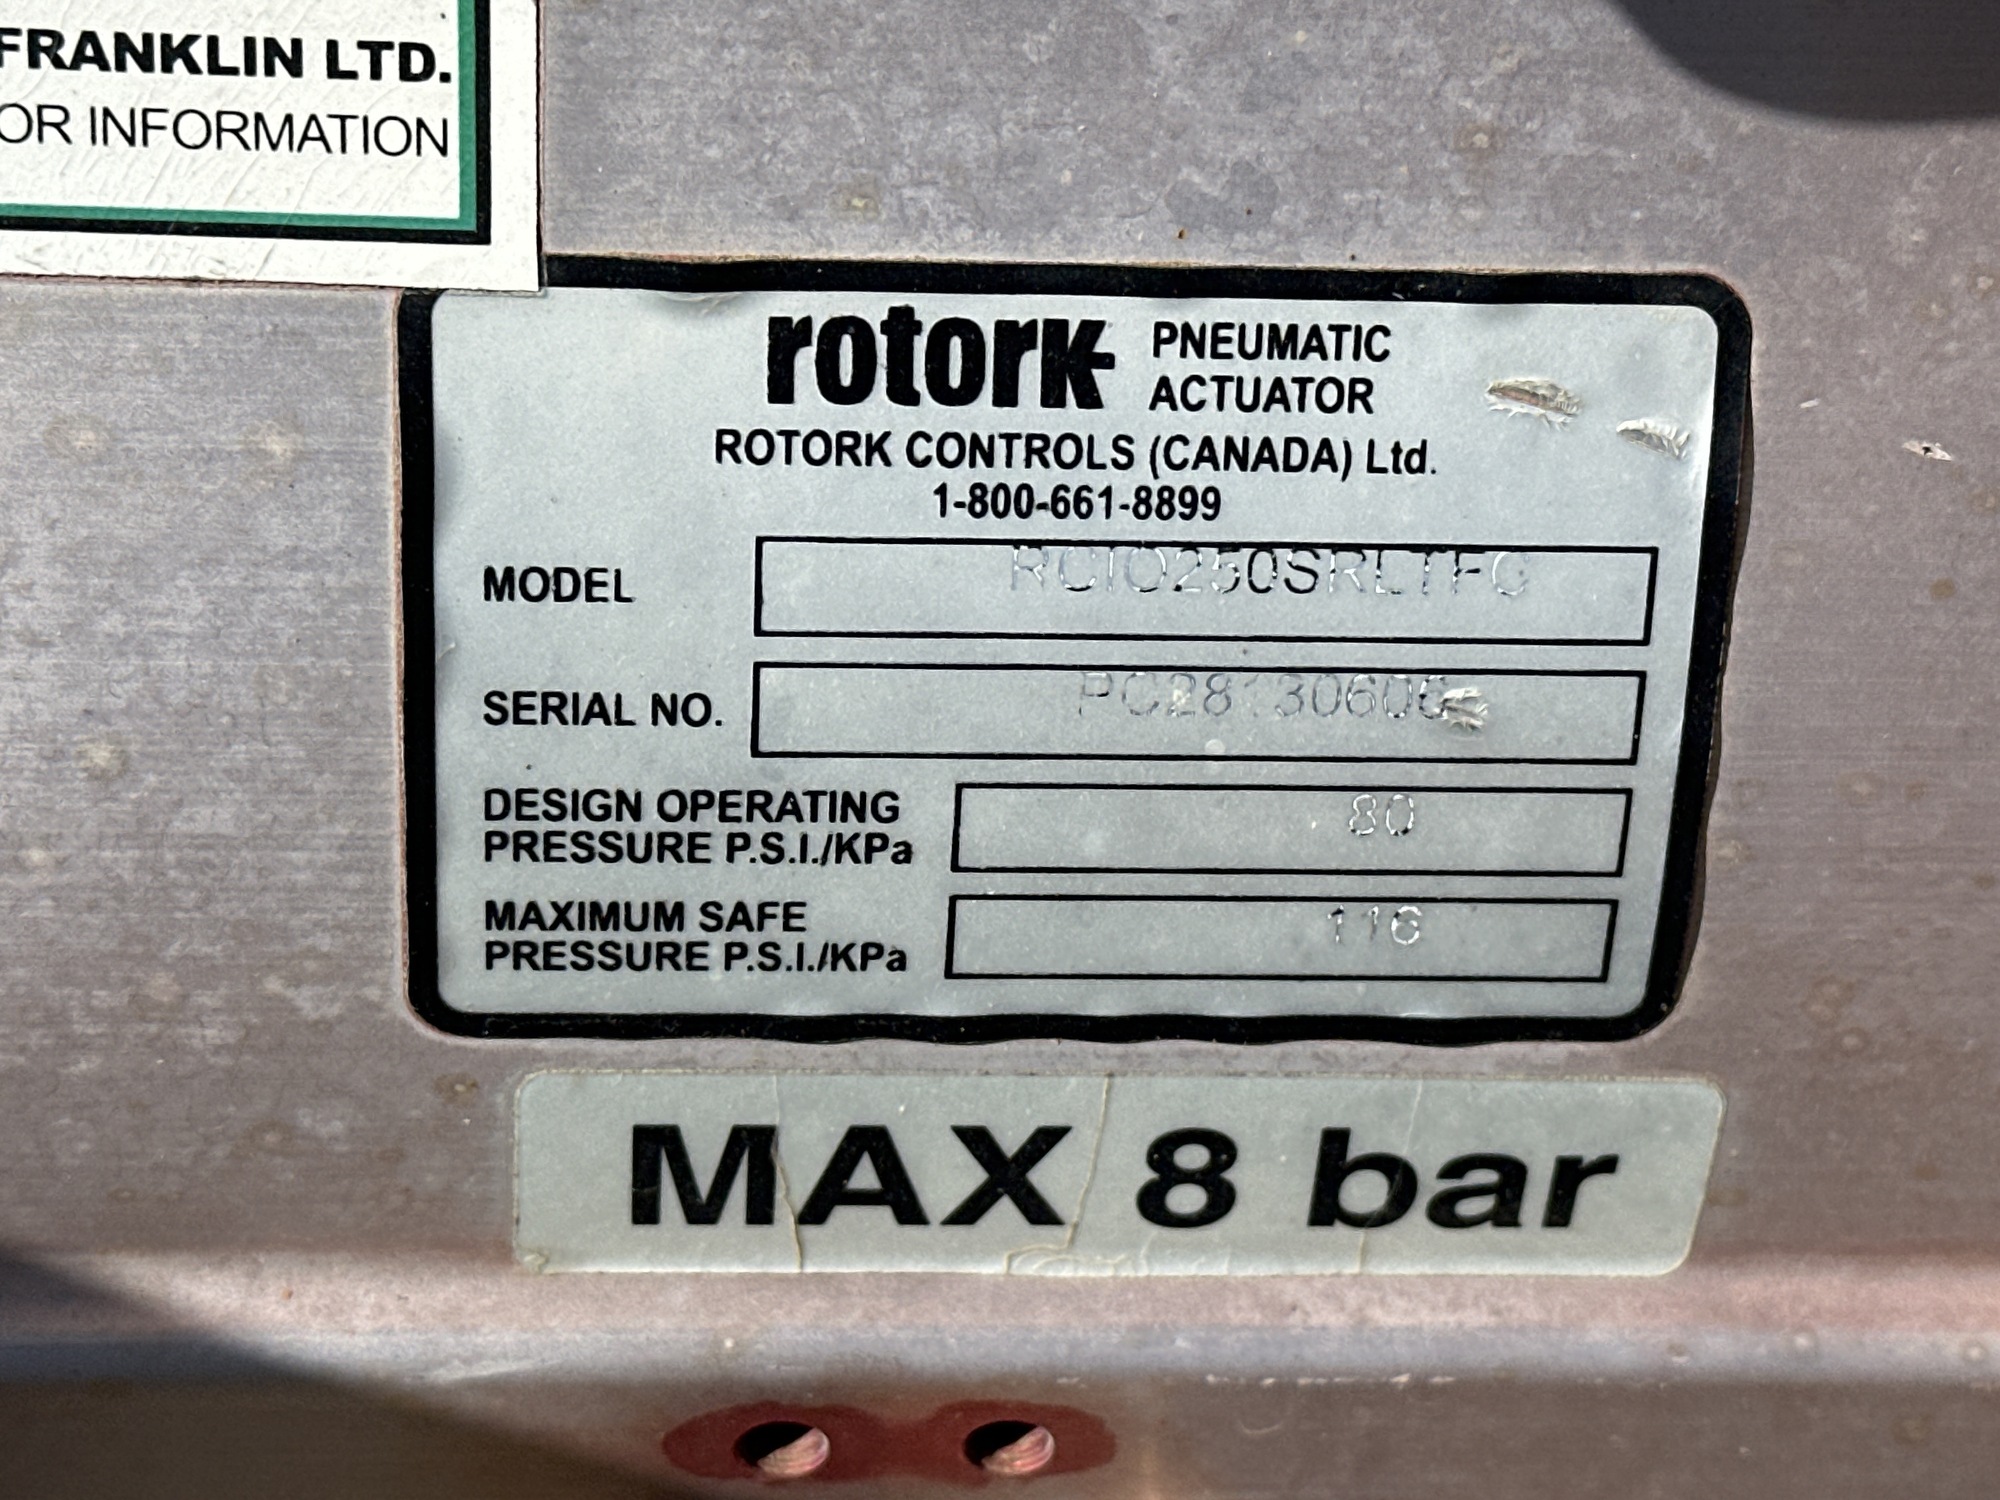 FRANKLIN LTD.
OR INFORMATION
rotork PNEUMATIC
ACTUATOR
ROTORK CONTROLS (CANADA) Ltd.
1-800-661-8899
MODEL RCIO250SRLTFC
SERIAL NO.
DESIGN OPERATING
PRESSURE P.S.I./KPa 80
MAXIMUM SAFE
PRESSURE P.S.I./KPa 116
MAX 8 bar